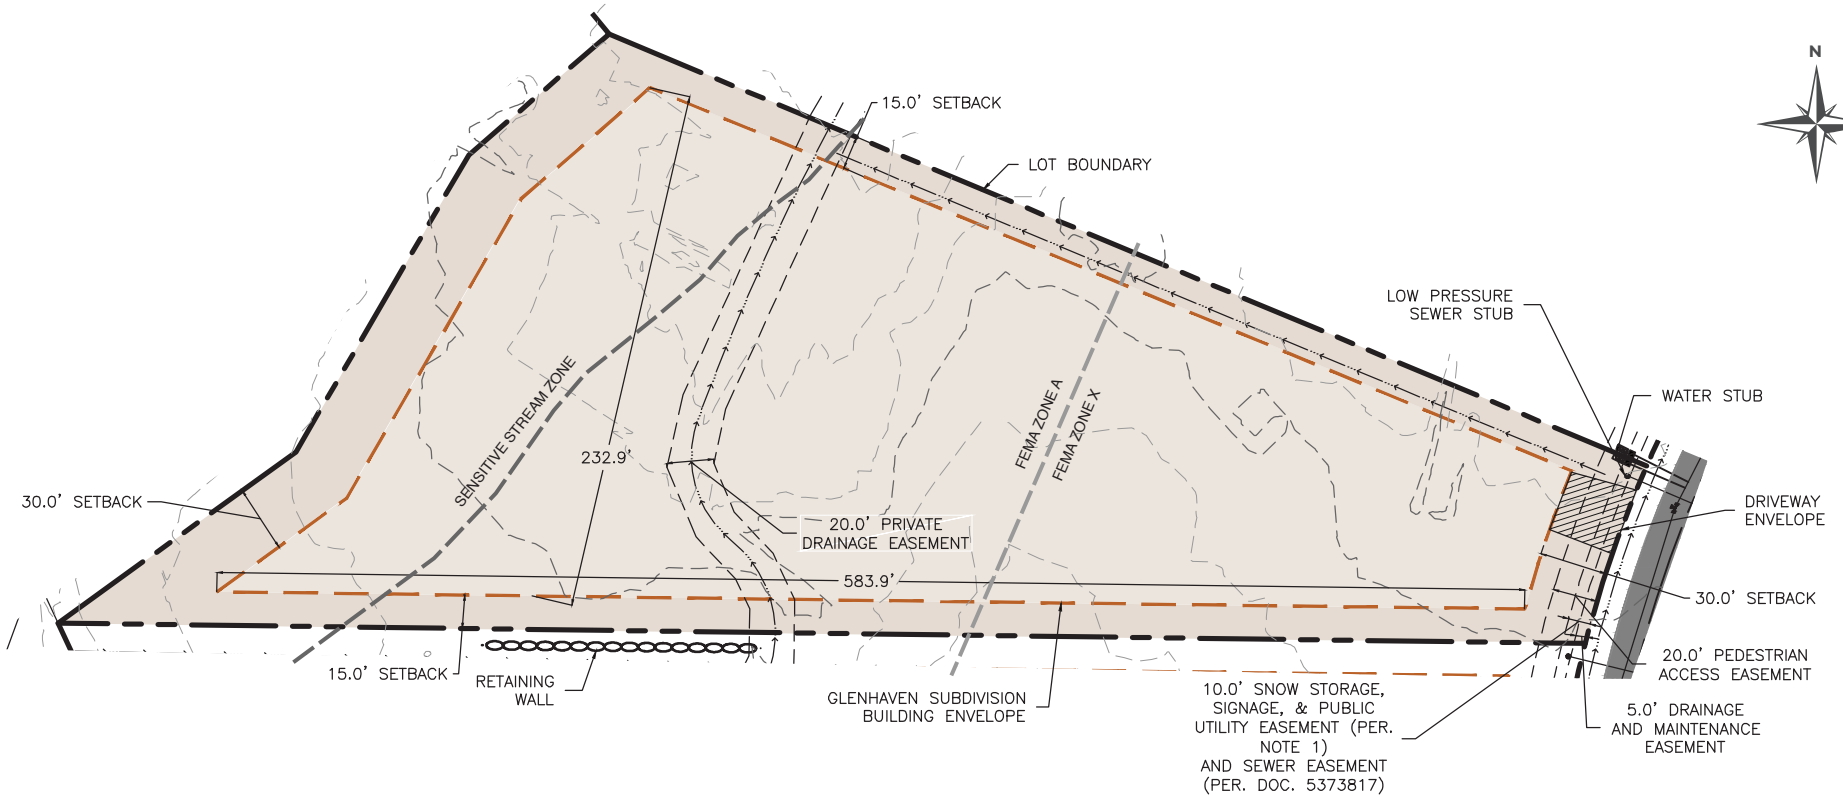 N
15.0' SETBACK
LOT BOUNDARY
LOW PRESSURE
SEWER STUB
WATER STUB
SENSITIVE STREAM ZONE
FEMA ZONE A
FEMA ZONE X
232.9'
30.0' SETBACK
20.0' PRIVATE
DRAINAGE EASEMENT
DRIVEWAY
ENVELOPE
583.9'
30.0' SETBACK
15.0' SETBACK
RETAINING
WALL
GLENHAVEN SUBDIVISION
BUILDING ENVELOPE
20.0' PEDESTRIAN
ACCESS EASEMENT
10.0' SNOW STORAGE,
SIGNAGE, & PUBLIC
UTILITY EASEMENT (PER.
NOTE 1)
AND SEWER EASEMENT
(PER. DOC. 5373817)
5.0' DRAINAGE
AND MAINTENANCE
EASEMENT